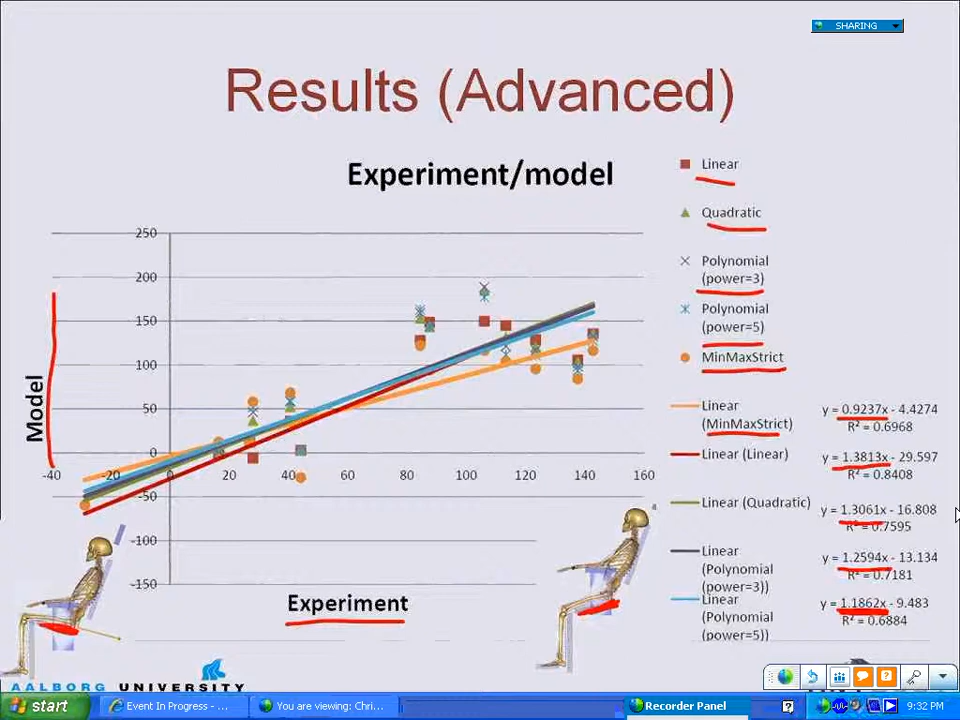 SHARING
Results (Advanced)
Experiment/model
Linear
Quadratic
Polynomial
(power=3)
Polynomial
(power=5)
MinMaxStrict
250
200
150
100
50
0
-50
-100
-150
-40
-20
0
20
40
60
80
100
120
140
160
Model
Experiment
Linear
(MinMaxStrict)
y = 0.9237x - 4.4274
R² = 0.6968
Linear (Linear)
y = 1.3813x - 29.597
R² = 0.8408
Linear (Quadratic)
y = 1.3061x - 16.808
R² = 0.7595
Linear
(Polynomial
(power=3))
y = 1.2594x - 13.134
R² = 0.7181
Linear
(Polynomial
(power=5))
y = 1.1862x - 9.483
R² = 0.6884
AALBORG UNIVERSITY
start
Event In Progress - ...
You are viewing: Chri...
Recorder Panel
9:32 PM